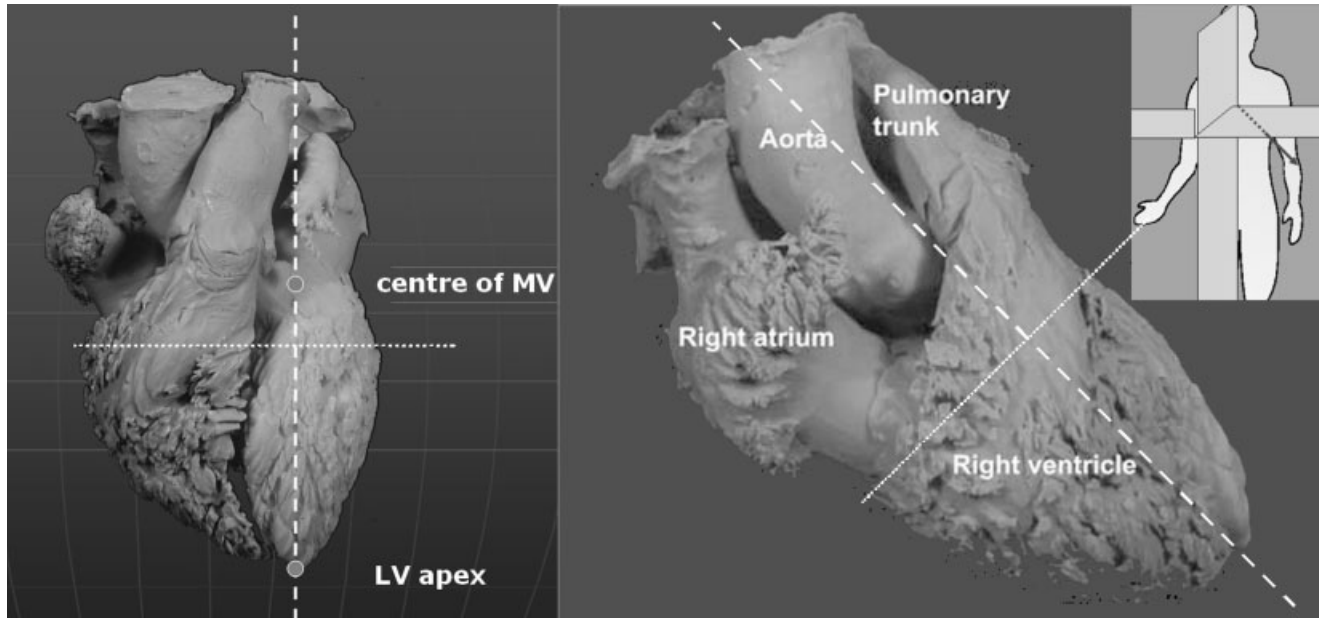 centre of MV
LV apex
Aorta
Pulmonary
trunk
Right atrium
Right ventricle